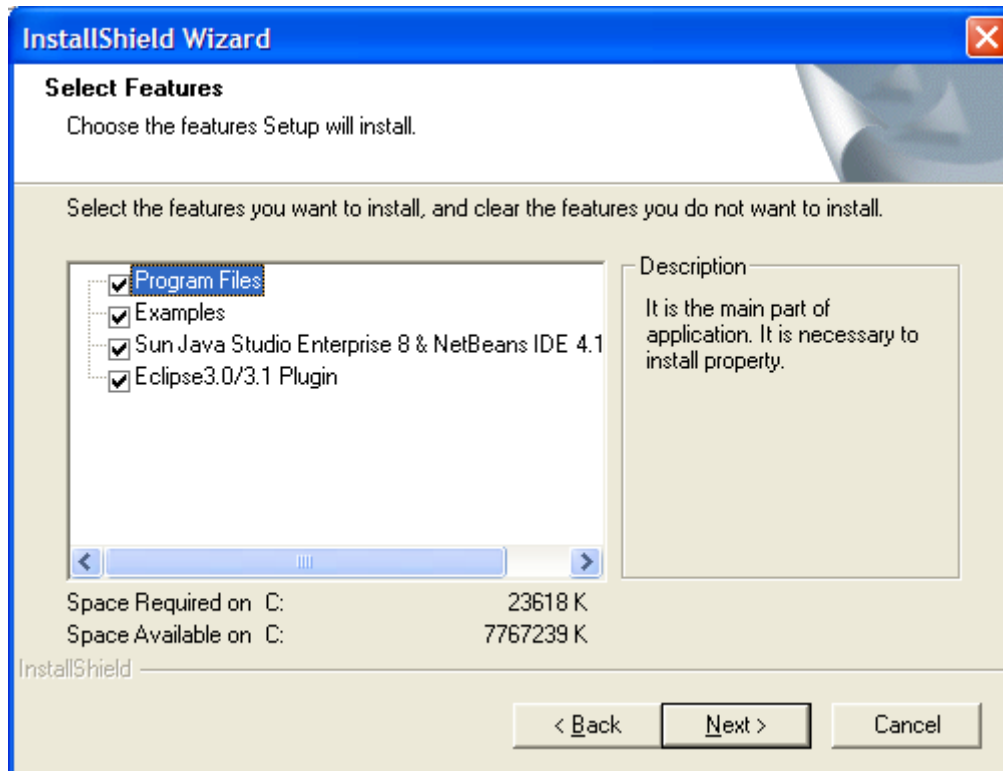 InstallShield Wizard
Select Features
Choose the features Setup will install.
Select the features you want to install, and clear the features you do not want to install.
Program Files
Examples
Sun Java Studio Enterprise 8 & NetBeans IDE 4.1
Eclipse3.0/3.1 Plugin
Description
It is the main part of
application. It is necessary to
install property.
Space Required on C: 23618 K
Space Available on C: 7767239 K
InstallShield
< Back Next > Cancel